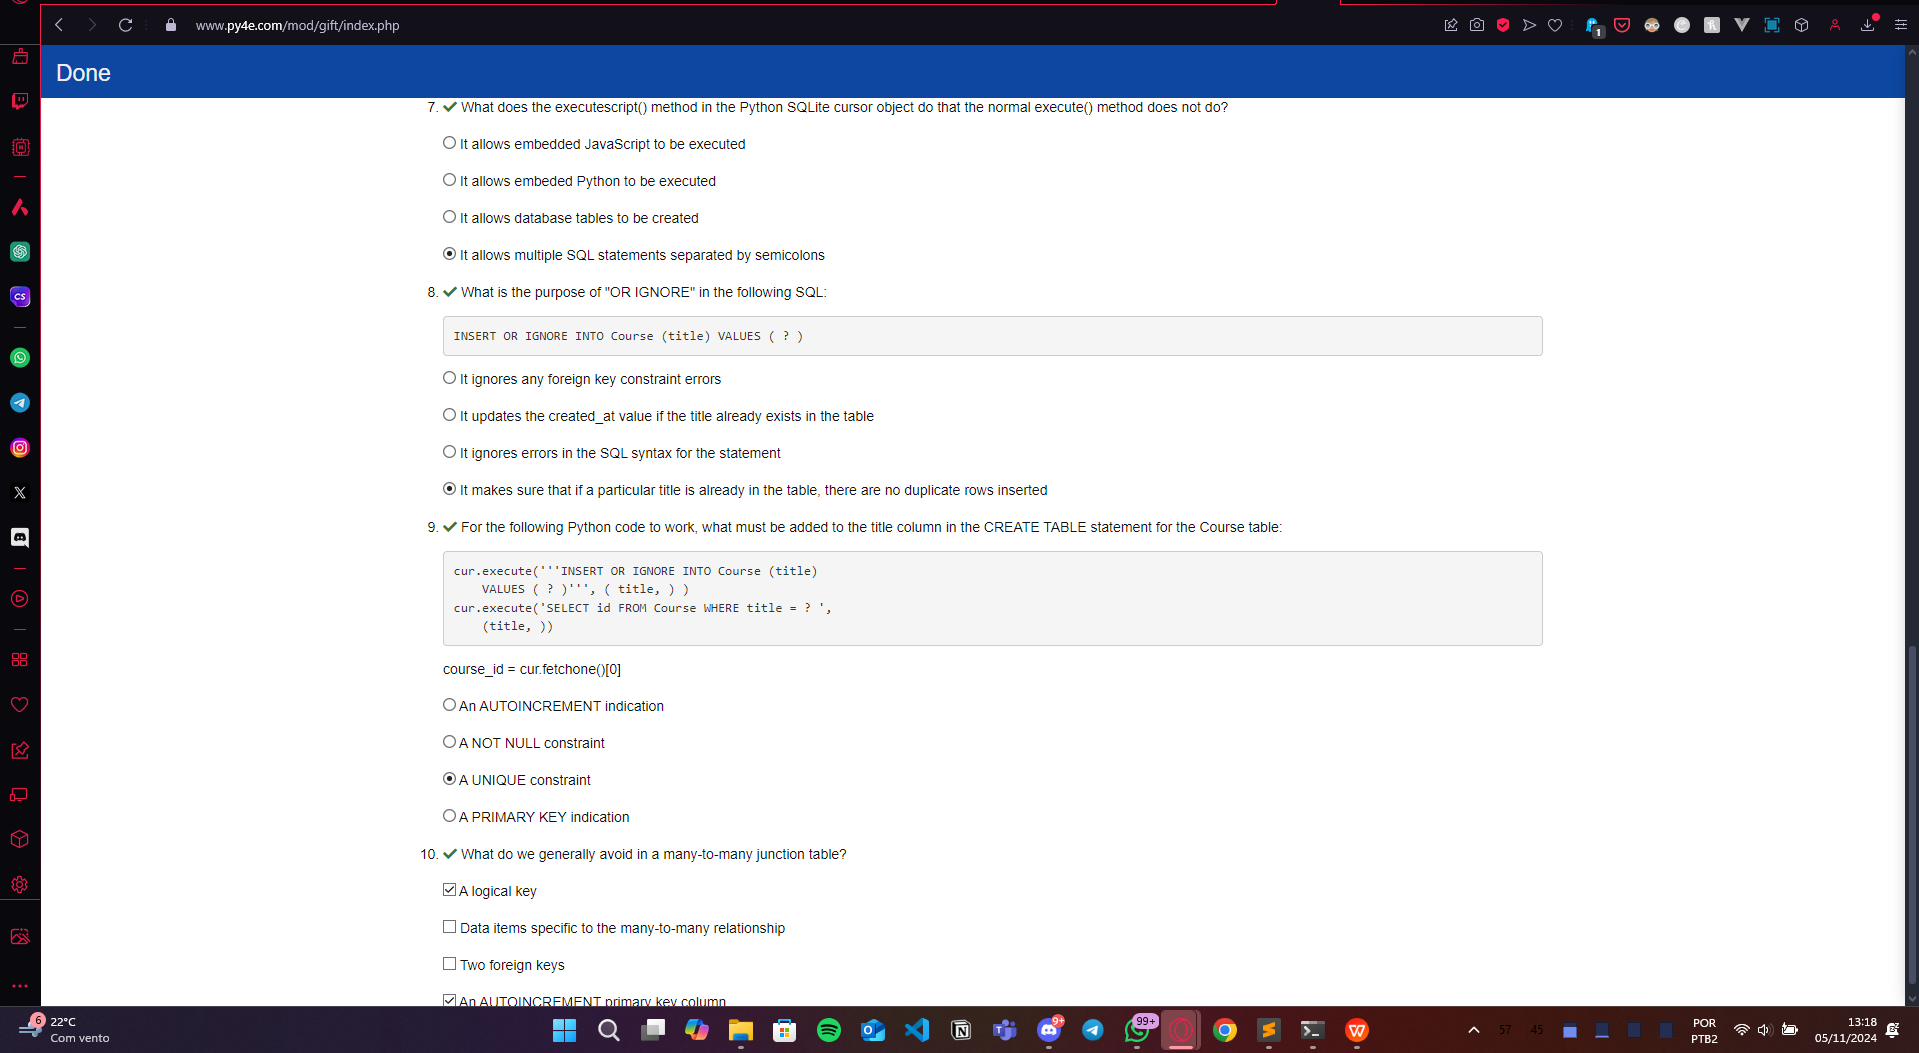 www.py4e.com/mod/gift/index.php
1
Done
7. What does the executescript() method in the Python SQLite cursor object do that the normal execute() method does not do?
It allows embedded JavaScript to be executed
It allows embeded Python to be executed
It allows database tables to be created
It allows multiple SQL statements separated by semicolons
8. What is the purpose of "OR IGNORE" in the following SQL:
INSERT OR IGNORE INTO Course (title) VALUES ( ? )
It ignores any foreign key constraint errors
It updates the created_at value if the title already exists in the table
It ignores errors in the SQL syntax for the statement
It makes sure that if a particular title is already in the table, there are no duplicate rows inserted
9. For the following Python code to work, what must be added to the title column in the CREATE TABLE statement for the Course table:
cur.execute('''INSERT OR IGNORE INTO Course (title)
VALUES ( ? )''', ( title, ) )
cur.execute('SELECT id FROM Course WHERE title = ? ',
(title, ))
course_id = cur.fetchone()[0]
An AUTOINCREMENT indication
A NOT NULL constraint
A UNIQUE constraint
A PRIMARY KEY indication
10. What do we generally avoid in a many-to-many junction table?
A logical key
Data items specific to the many-to-many relationship
Two foreign keys
An AUTOINCREMENT primary key column
CS
6
22°C
Com vento
9+
99+
57
45
POR
PTB2
13:18
05/11/2024